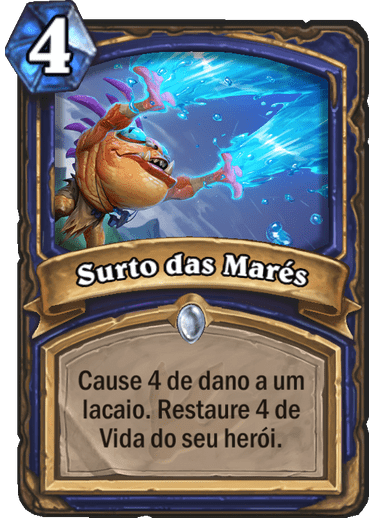 4
Surto das Marés
Cause 4 de dano a um
lacaio. Restaure 4 de
Vida do seu herói.